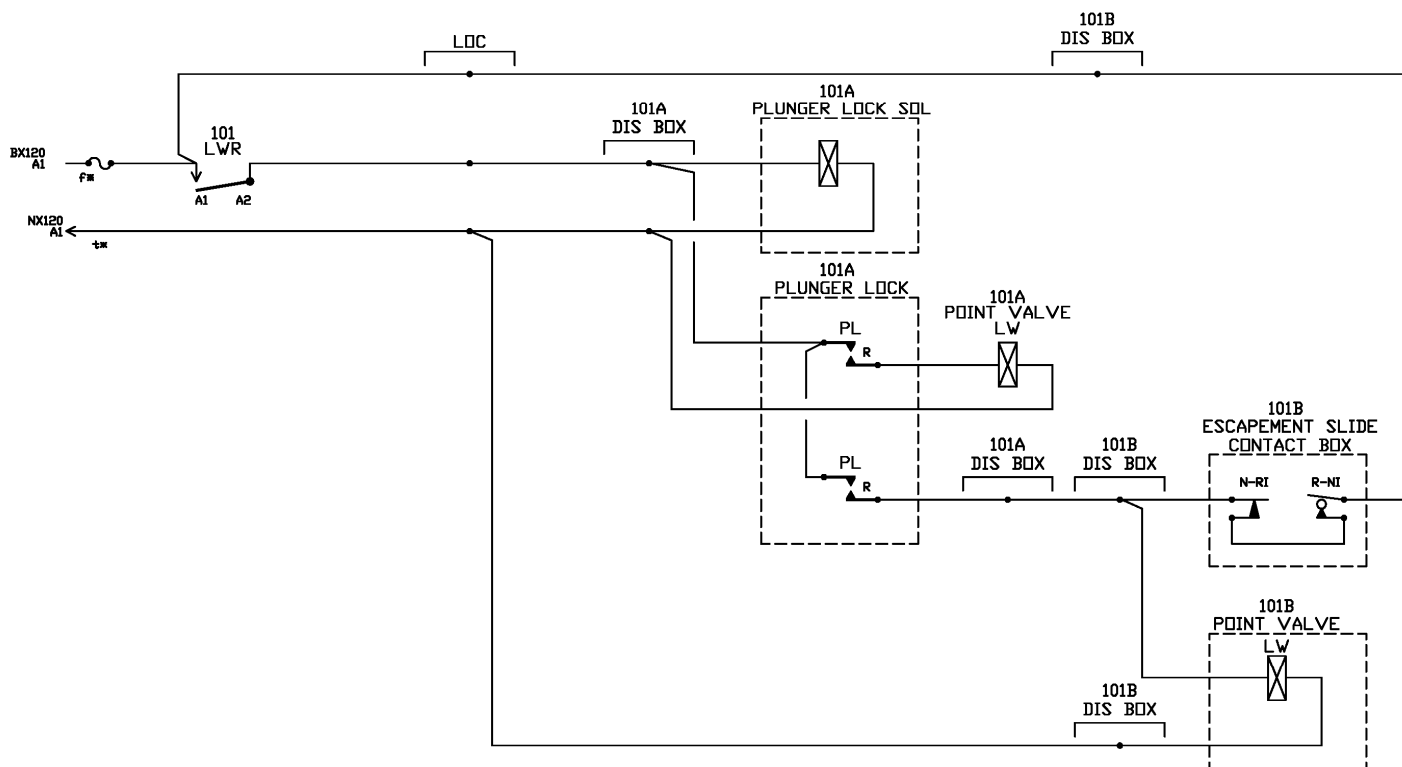 LOC
101B
DIS BOX
101A
PLUNGER LOCK SOL
101A
DIS BOX
101
LWR
BX120
A1
f*
A1 A2
NX120
A1
t*
101A
PLUNGER LOCK
101A
POINT VALVE
LW
PL
R
101B
ESCAPEMENT SLIDE
CONTACT BOX
101A
DIS BOX
101B
DIS BOX
PL
R
N-RI R-NI
101B
POINT VALVE
LW
101B
DIS BOX